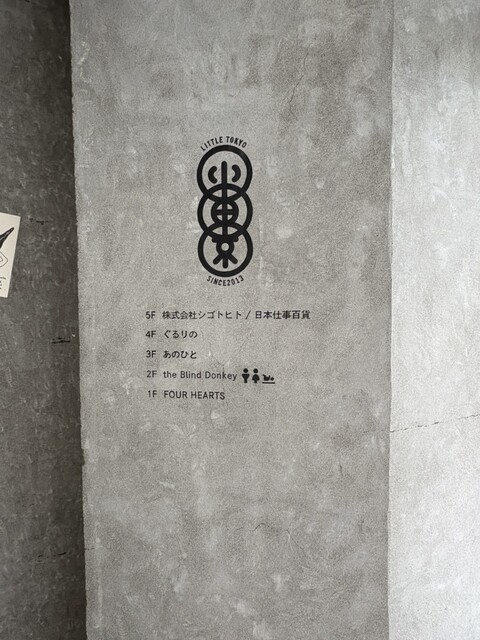 LITTLE TOKYO
小東京
SINCE2013
5F 株式会社シゴトヒト / 日本仕事百貨
4F ぐるりの
3F あのひと
2F the Blind Donkey
1F FOUR HEARTS